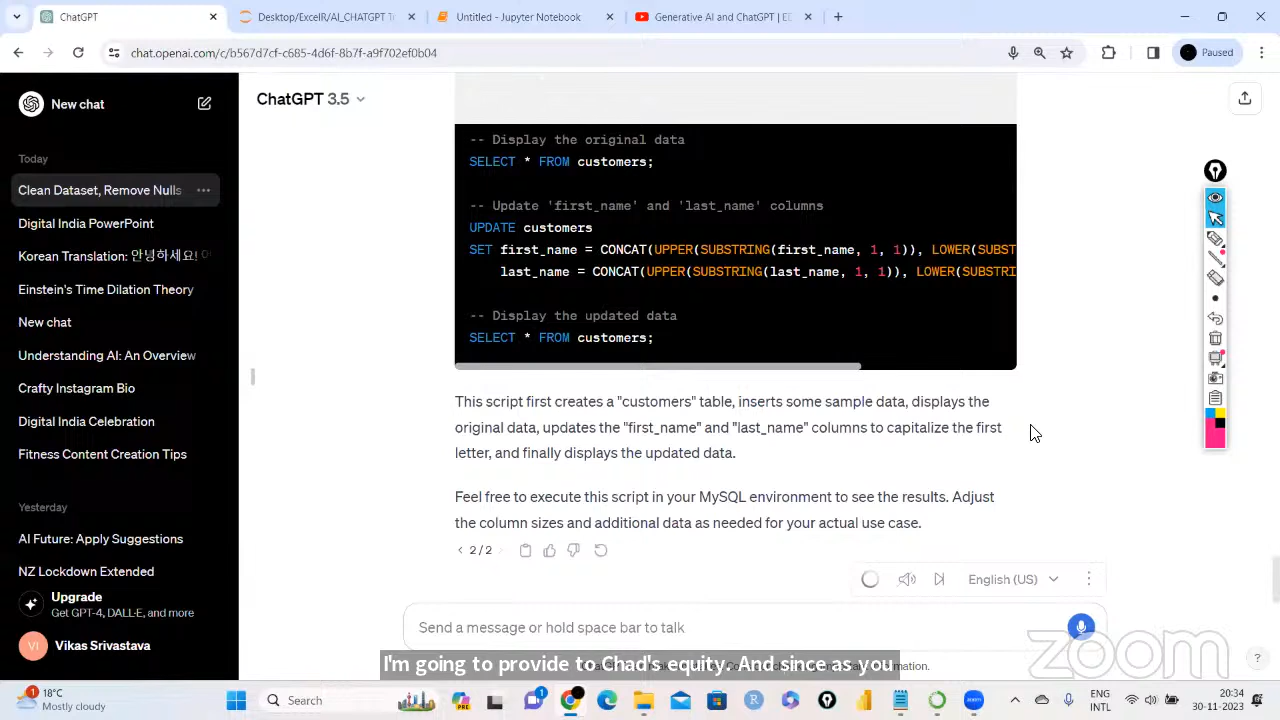 ChatGPT
Desktop/ExcelR/AI_CHATGPT
Untitled - Jupyter Notebook
Generative AI and ChatGPT |
chat.openai.com/c/b567d7cf-c685-4d6f-8b7f-a9f702ef0b04
Paused
New chat
Today
Clean Dataset, Remove Nulls
Digital India PowerPoint
Korean Translation: 안녕하세요!
Einstein's Time Dilation Theory
New chat
Understanding AI: An Overview
Crafty Instagram Bio
Digital India Celebration
Fitness Content Creation Tips
Yesterday
AI Future: Apply Suggestions
NZ Lockdown Extended
Upgrade
Get GPT-4, DALL·E, and more
VI Vikas Srivastava
ChatGPT 3.5
-- Display the original data
SELECT * FROM customers;
-- Update 'first_name' and 'last_name' columns
UPDATE customers
SET first_name = CONCAT(UPPER(SUBSTRING(first_name, 1, 1)), LOWER(SUBST
last_name = CONCAT(UPPER(SUBSTRING(last_name, 1, 1)), LOWER(SUBSTRI
-- Display the updated data
SELECT * FROM customers;
This script first creates a "customers" table, inserts some sample data, displays the
original data, updates the "first_name" and "last_name" columns to capitalize the first
letter, and finally displays the updated data.
Feel free to execute this script in your MySQL environment to see the results. Adjust
the column sizes and additional data as needed for your actual use case.
2 / 2
English (US)
Send a message or hold space bar to talk
I'm going to provide to Chad's equity. And since as you
zoom
?
18°C
Mostly cloudy
Search
PRE
1
R
ENG
INTL
20:34
30-11-2023